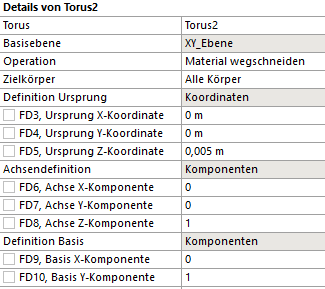 Details von Torus2
Torus Torus2
Basisebene XY_Ebene
Operation Material wegschneiden
Zielkörper Alle Körper
Definition Ursprung Koordinaten
FD3, Ursprung X-Koordinate 0 m
FD4, Ursprung Y-Koordinate 0 m
FD5, Ursprung Z-Koordinate 0,005 m
Achsendefinition Komponenten
FD6, Achse X-Komponente 0
FD7, Achse Y-Komponente 0
FD8, Achse Z-Komponente 1
Definition Basis Komponenten
FD9, Basis X-Komponente 0
FD10, Basis Y-Komponente 1